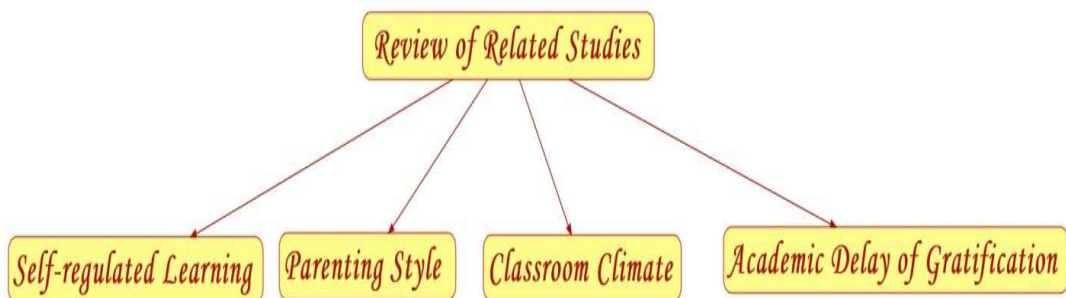 Review of Related Studies
Self-regulated Learning
Parenting Style
Classroom Climate
Academic Delay of Gratification